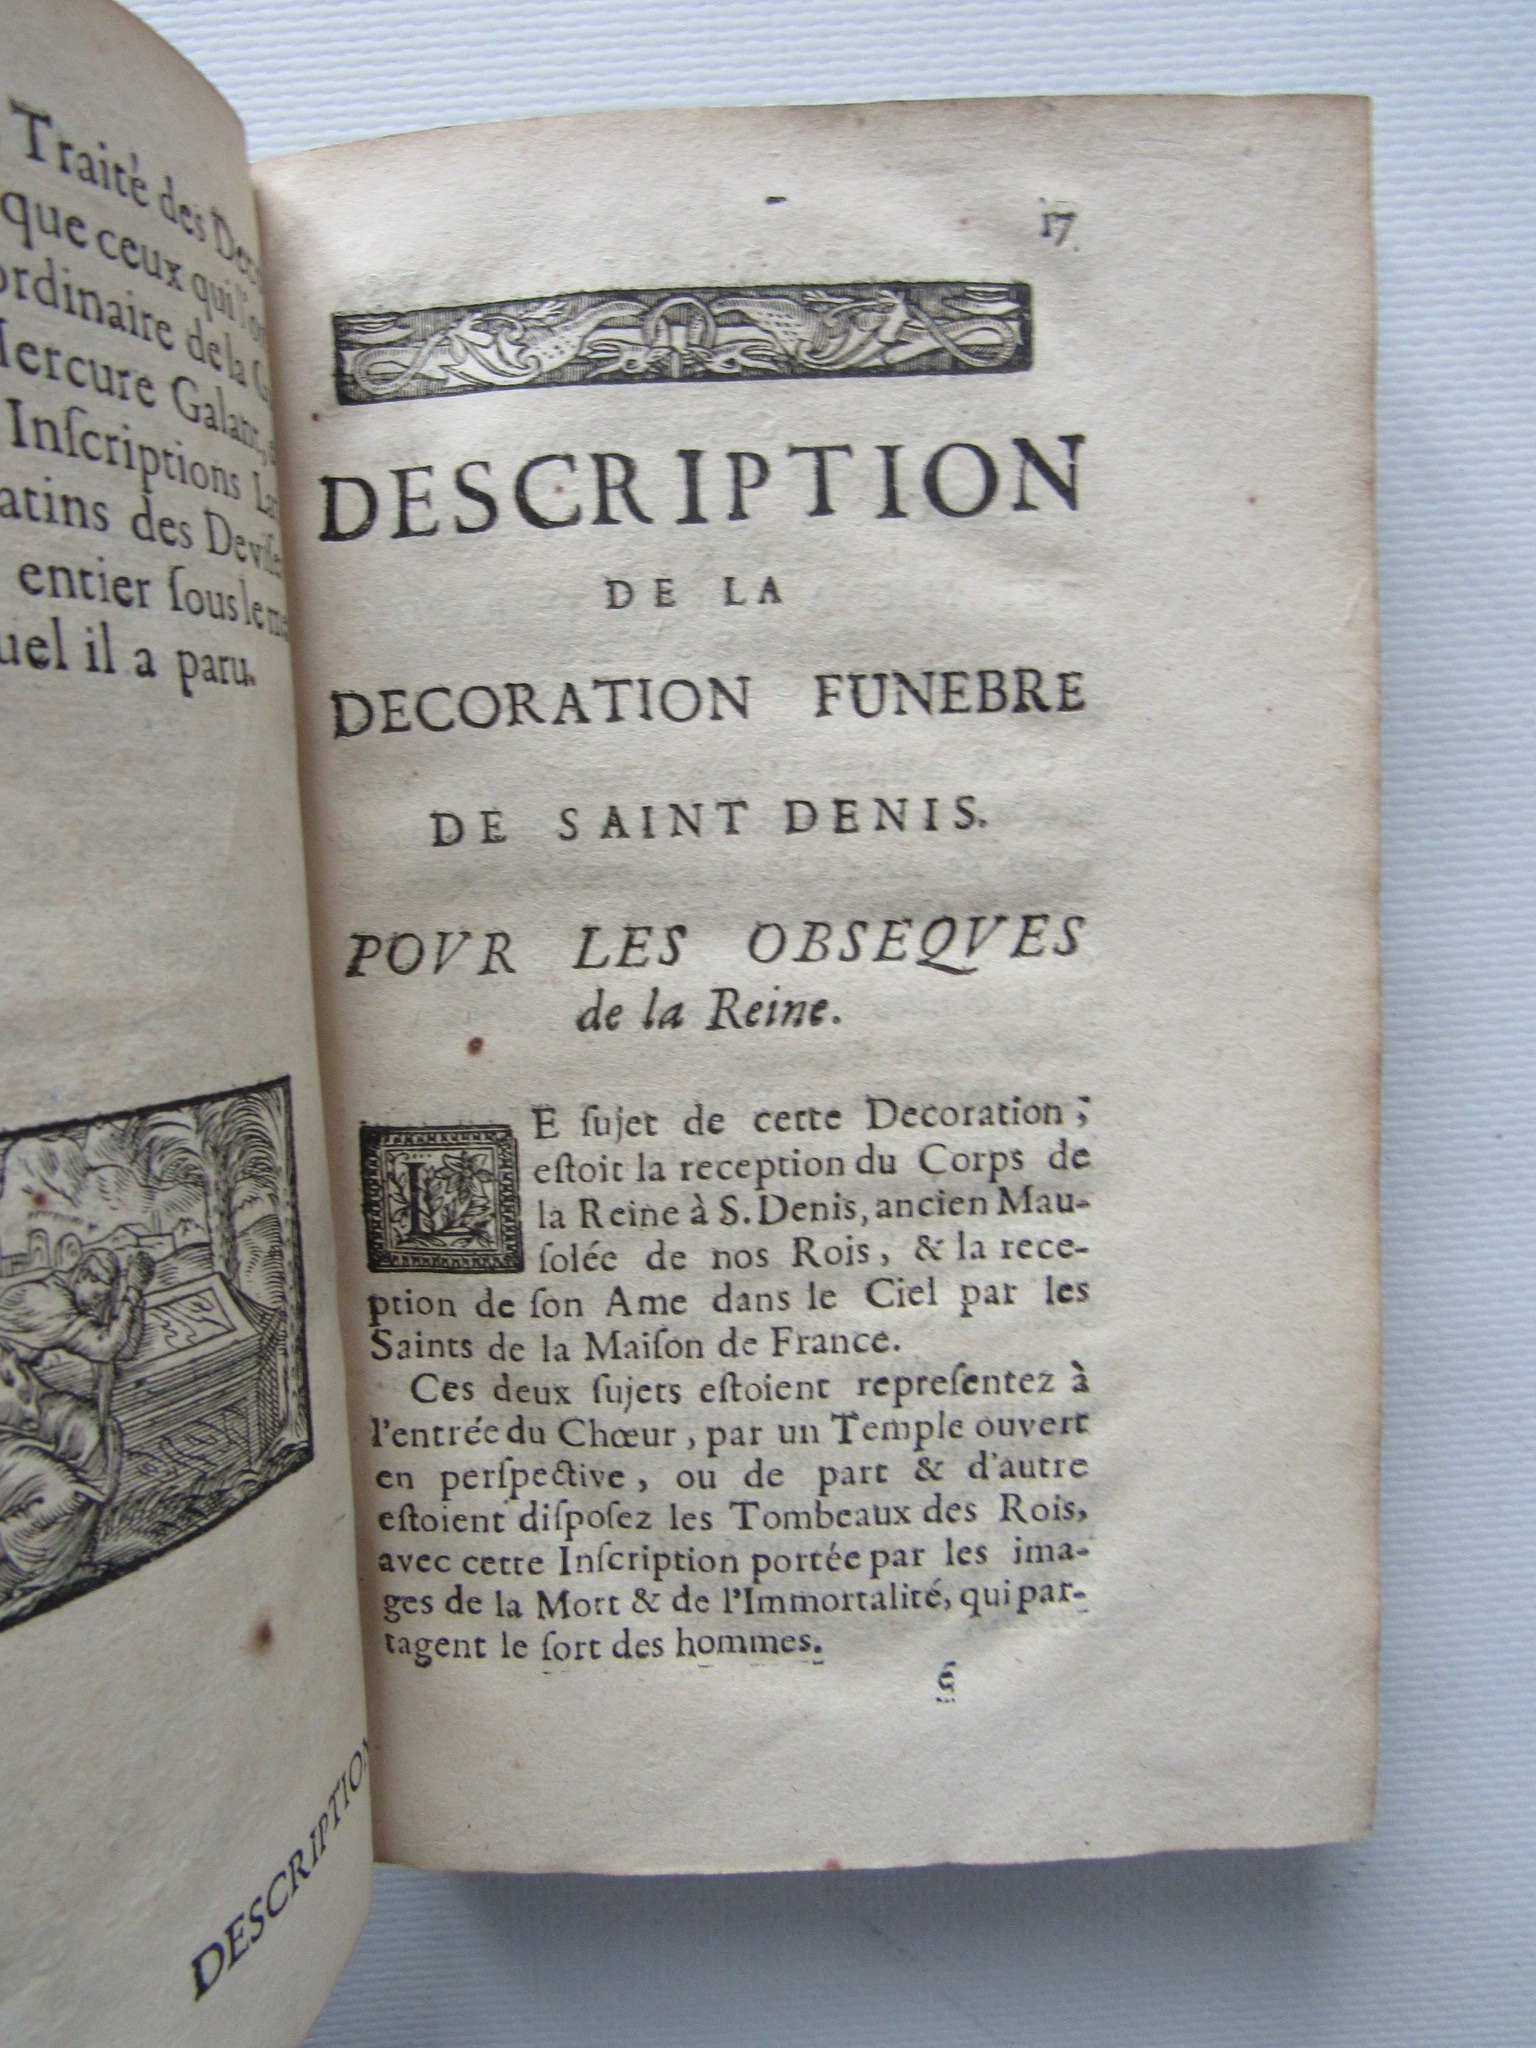 Traité des
que ceux qui
ordinaire de la
Mercure Galant,
Inſcriptions
des
entier ſous le
il a paru.
DESCRIPTION
17
DESCRIPTION
DE LA
DECORATION FUNEBRE
DE SAINT DENIS.
POVR LES OBSEQVES
de la Reine.
LE ſujet de cette Decoration ;
eſtoit la reception du Corps de
la Reine à S. Denis, ancien Mau-
ſolée de nos Rois, & la rece-
ption de ſon Ame dans le Ciel par les
Saints de la Maiſon de France.
Ces deux ſujets eſtoient repreſentez à
l'entrée du Chœur, par un Temple ouvert
en perſpective, ou de part & d'autre
eſtoient diſpoſez les Tombeaux des Rois,
avec cette Inſcription portée par les ima-
ges de la Mort & de l'Immortalité, qui par-
tagent le ſort des hommes.